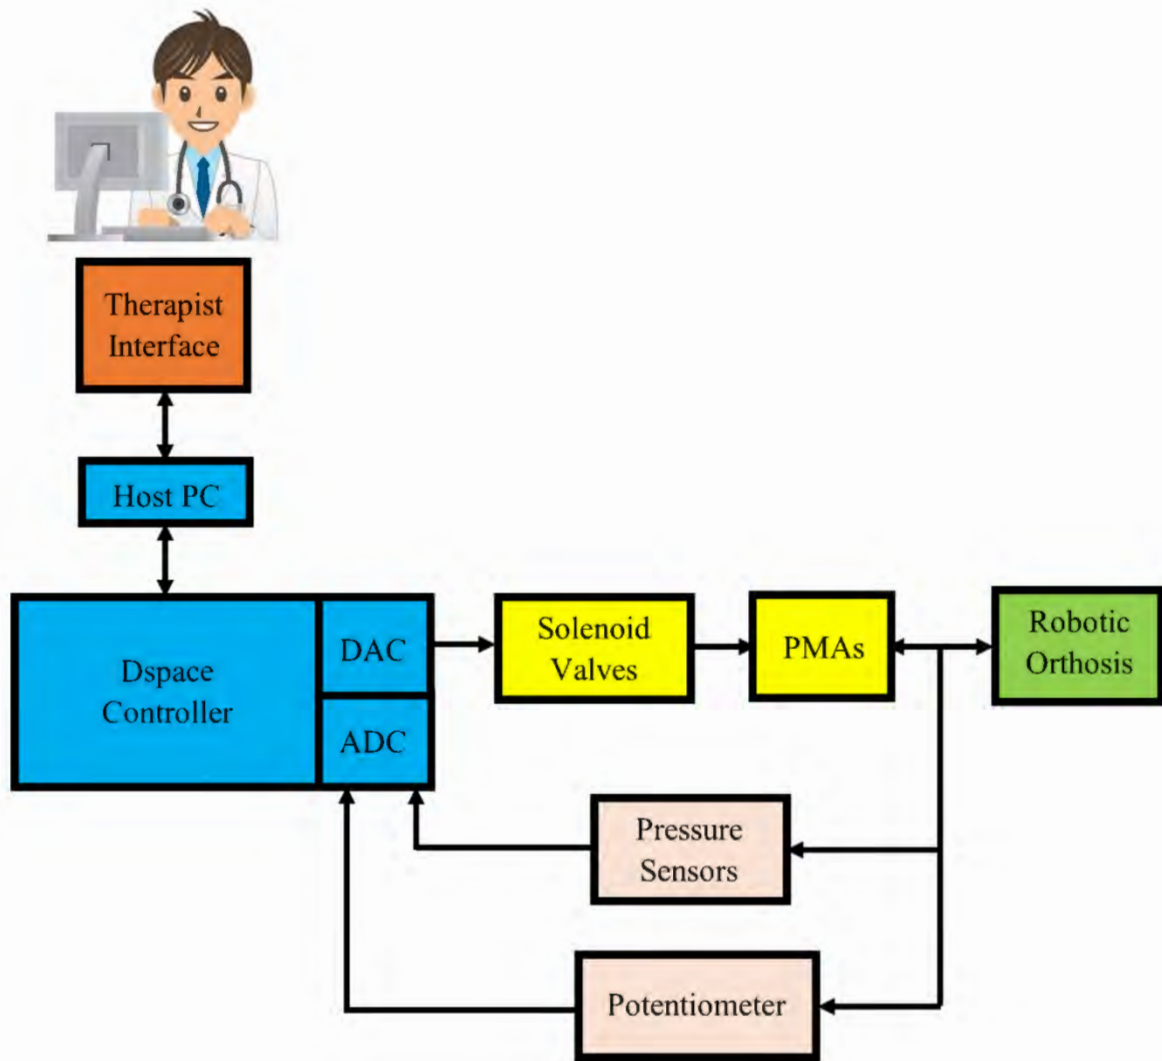 Therapist
Interface
Host PC
Dspace
Controller
DAC
ADC
Solenoid
Valves
PMAs
Robotic
Orthosis
Pressure
Sensors
Potentiometer